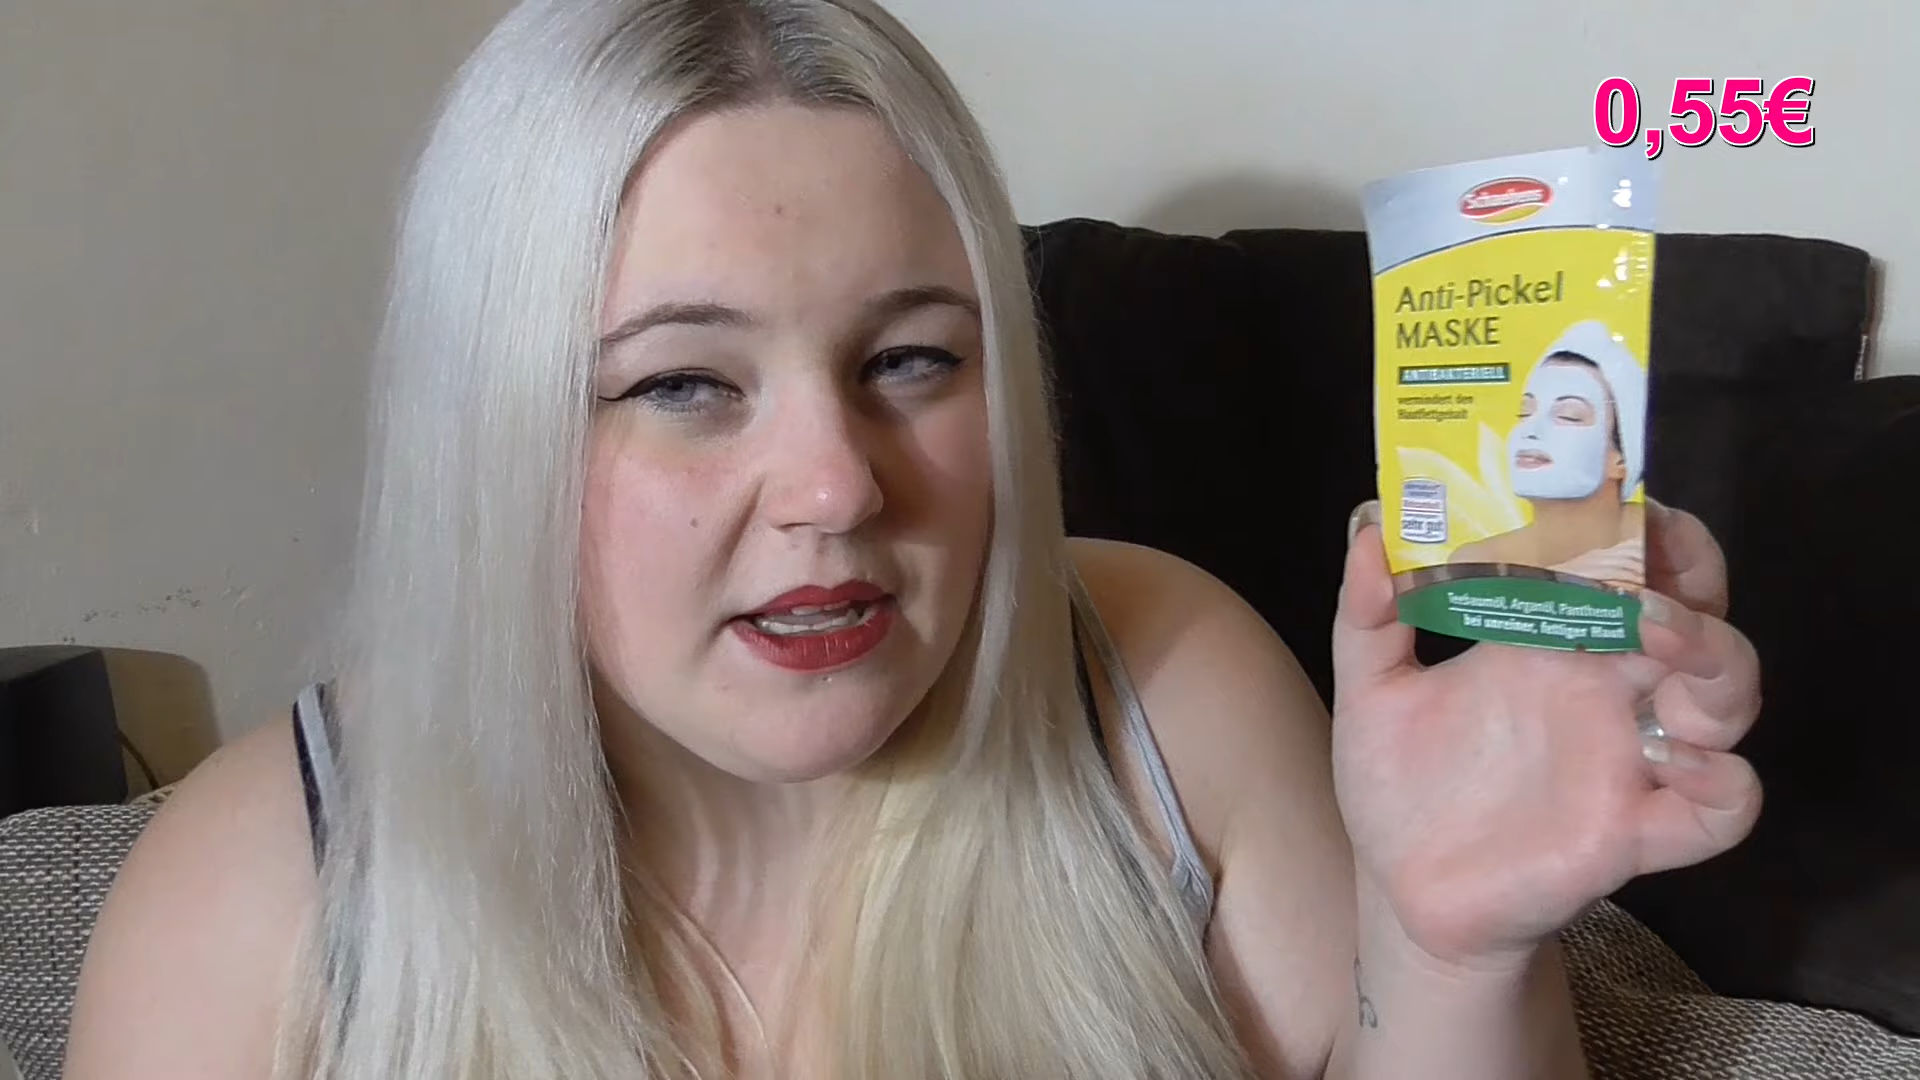 0,55€
Schaebens
Anti-Pickel
MASKE
ANTIBAKTERIELL
vermindert den
Hautfettgehalt
sehr gut
Teebaumöl, Arganöl, Panthenol
bei unreiner, fettiger Haut